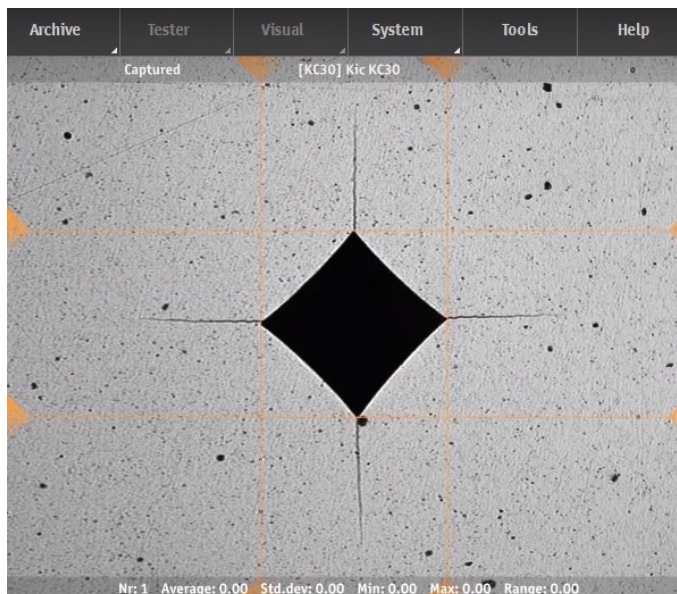 Archive Tester Visual System Tools Help
Captured [KC30] Kic KC30
Nr: 1 Average: 0.00 Std.dev: 0.00 Min: 0.00 Max: 0.00 Range: 0.00